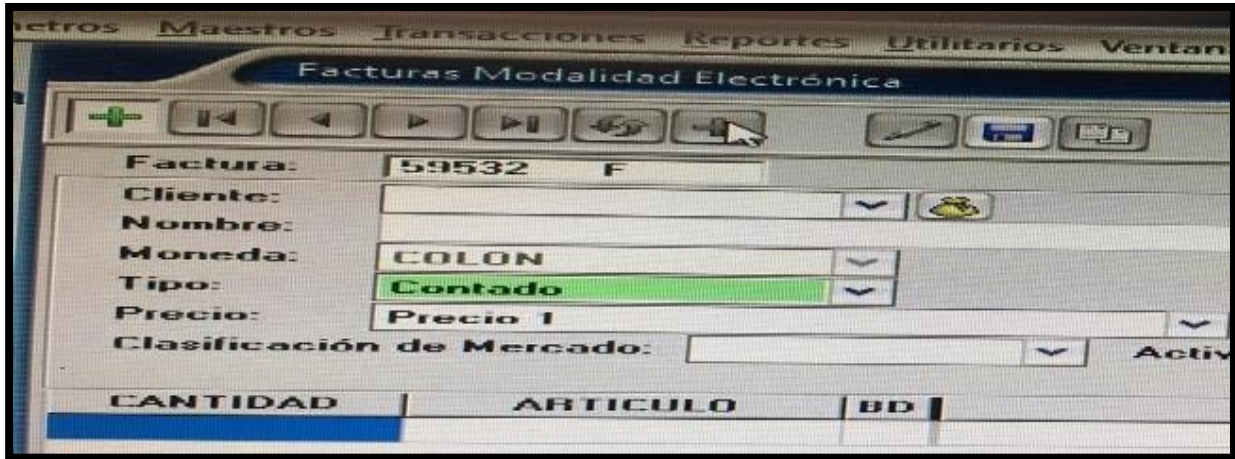 Maestros Transacciones Reportes Utilitarios
Facturas Modalidad Electrónica
Factura: 59532 F
Cliente:
Nombre:
Moneda: COLON
Tipo: Contado
Precio: Precio 1
Clasificación de Mercado:
CANTIDAD ARTICULO BD